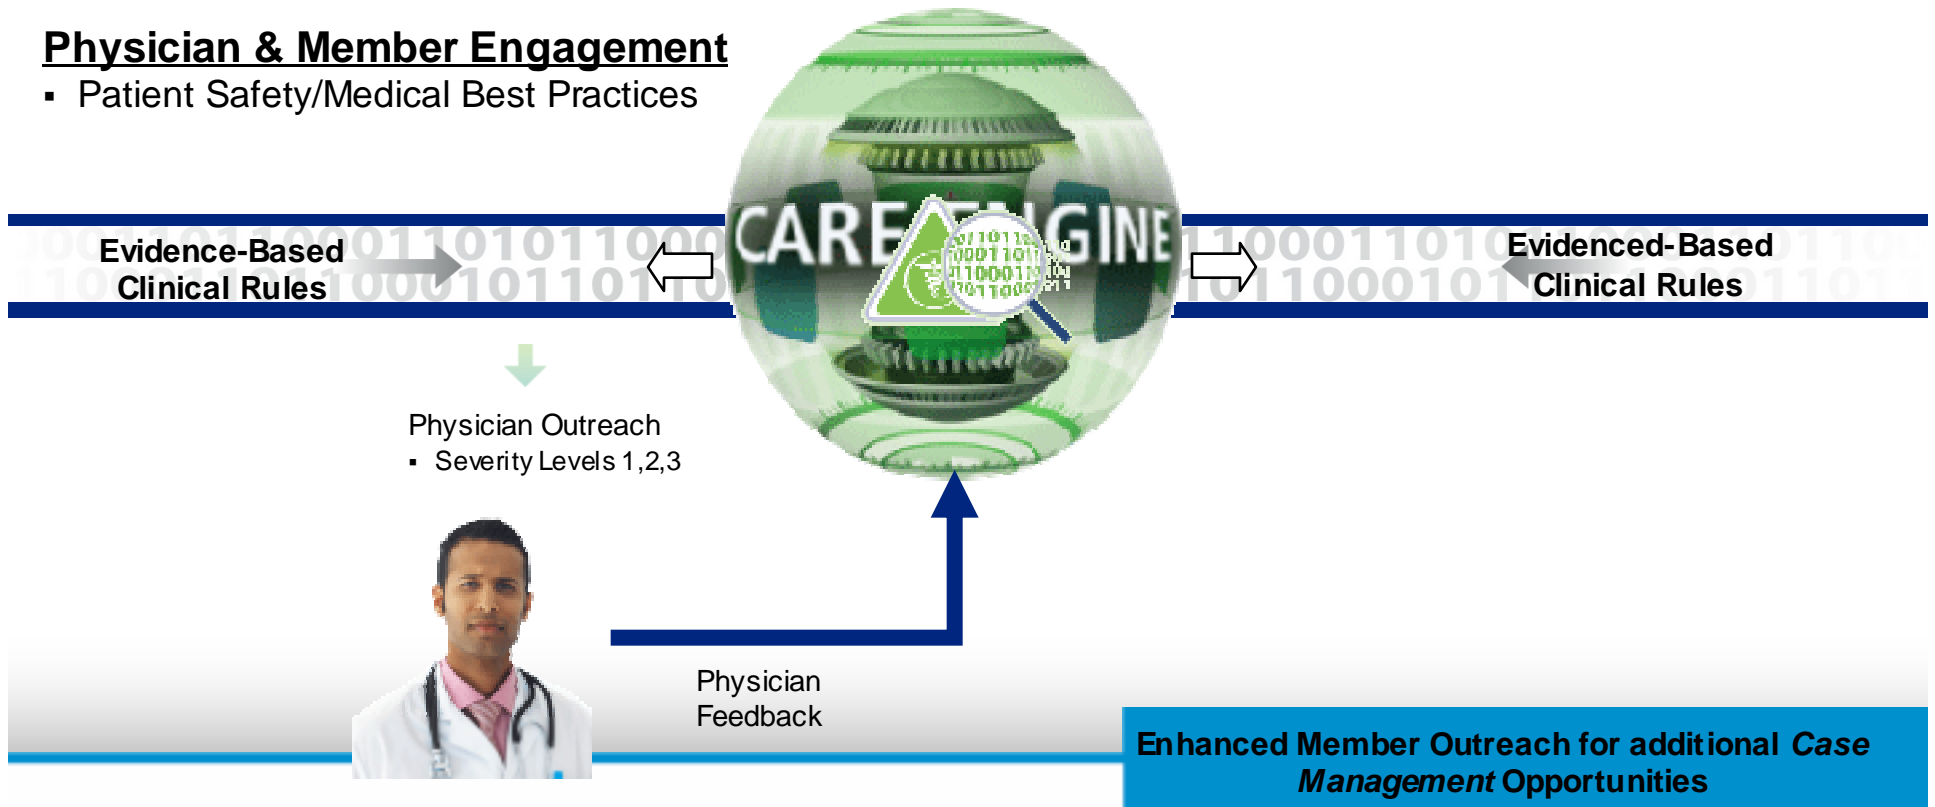 Physician & Member Engagement
▪ Patient Safety/Medical Best Practices
Evidence-Based
Clinical Rules
CARE ENGINE
Evidenced-Based
Clinical Rules
Physician Outreach
▪ Severity Levels 1,2,3
Physician
Feedback
Enhanced Member Outreach for additional Case
Management Opportunities